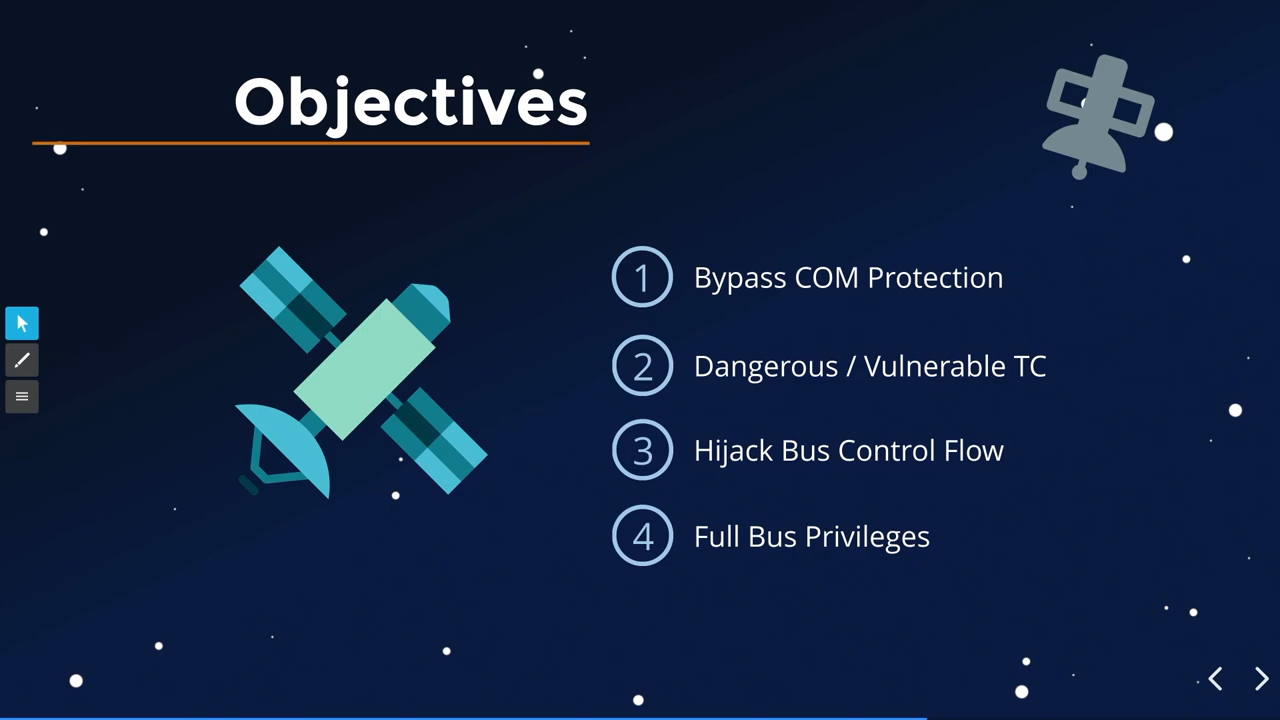 Objectives
1 Bypass COM Protection
2 Dangerous / Vulnerable TC
3 Hijack Bus Control Flow
4 Full Bus Privileges